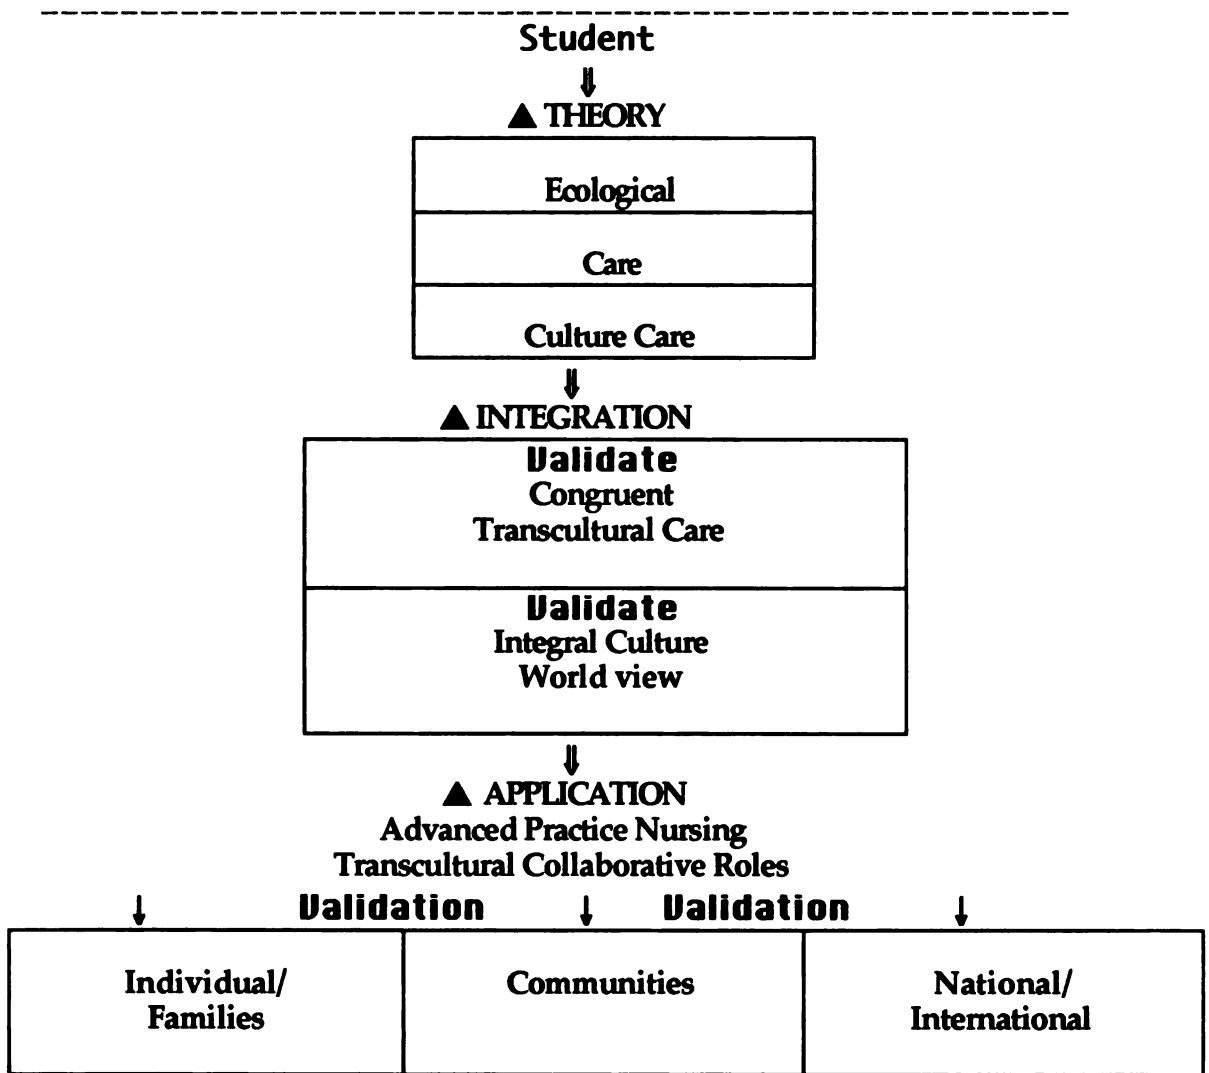 Student
▲ THEORY
Ecological
Care
Culture Care
▲ INTEGRATION
Validate
Congruent
Transcultural Care
Validate
Integral Culture
World view
▲ APPLICATION
Advanced Practice Nursing
Transcultural Collaborative Roles
Validation Validation
Individual/
Families
Communities
National/
International